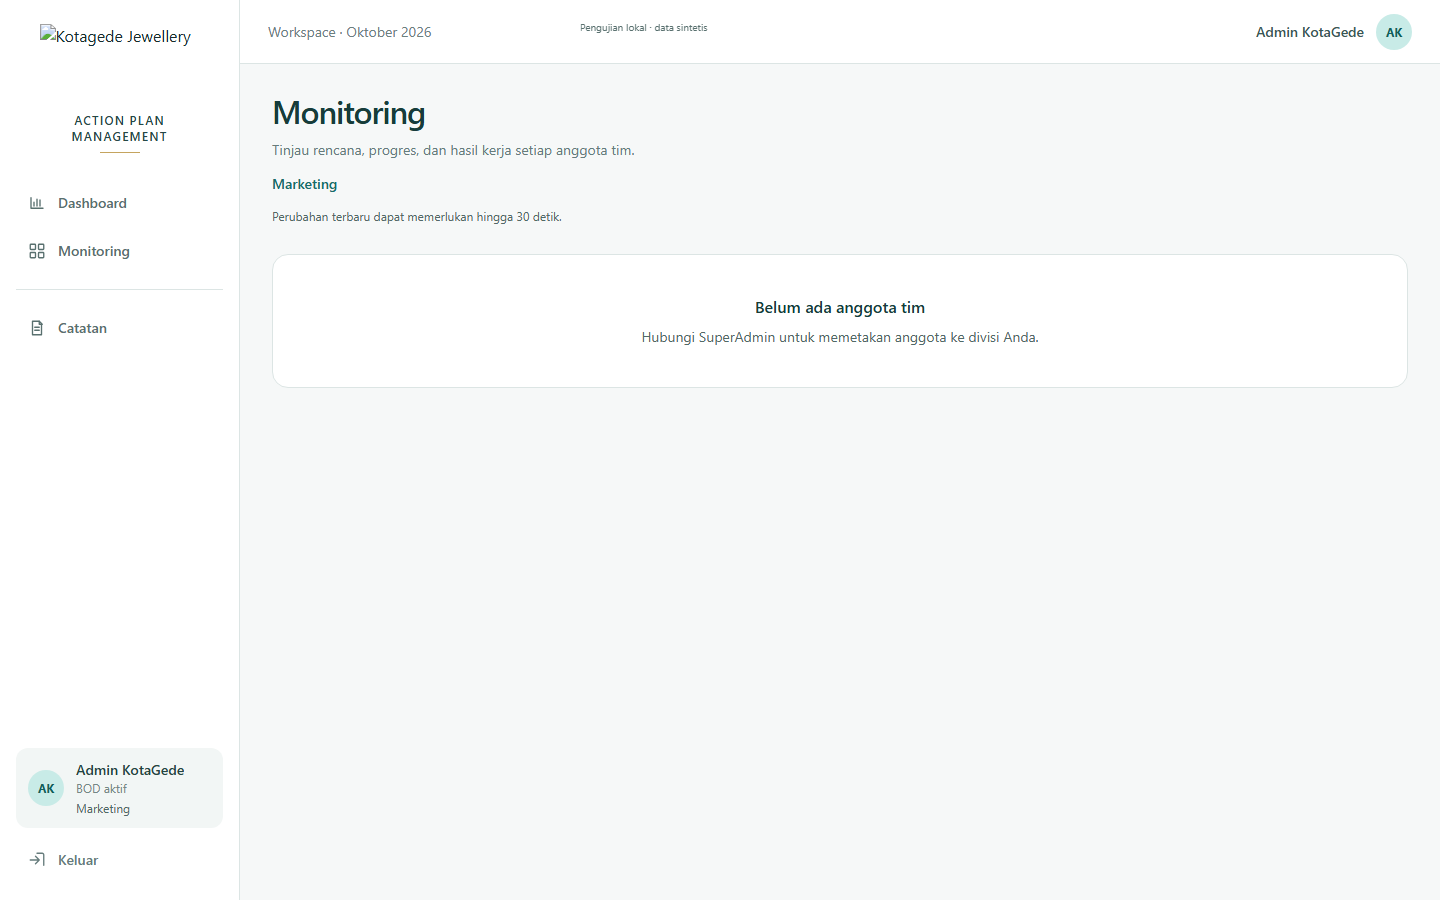 Kotagede Jewellery
ACTION PLAN
MANAGEMENT
Dashboard
Monitoring
Catatan
Admin KotaGede
AK
BOD aktif
Marketing
Keluar
Workspace · Oktober 2026
Pengujian lokal · data sintetis
Admin KotaGede
AK
Monitoring
Tinjau rencana, progres, dan hasil kerja setiap anggota tim.
Marketing
Perubahan terbaru dapat memerlukan hingga 30 detik.
Belum ada anggota tim
Hubungi SuperAdmin untuk memetakan anggota ke divisi Anda.